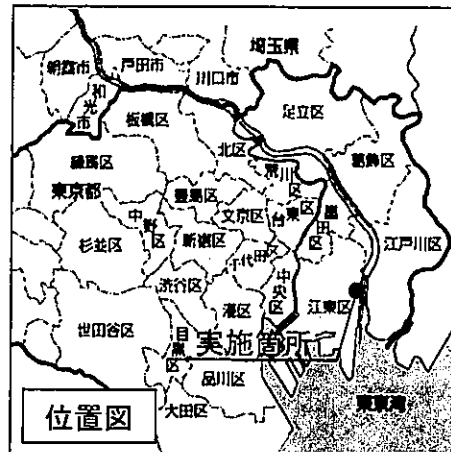 埼玉県
朝霞市
戸田市
川口市
和光市
足立区
板橋区
北区
葛飾区
練馬区
荒川区
東京都
豊島区
文京区
台東区
墨田区
中野区
新宿区
杉並区
千代田区
江戸川区
渋谷区
中央区
港区
江東区
世田谷区
目黒区
実施箇所
品川区
東京湾
大田区
位置図